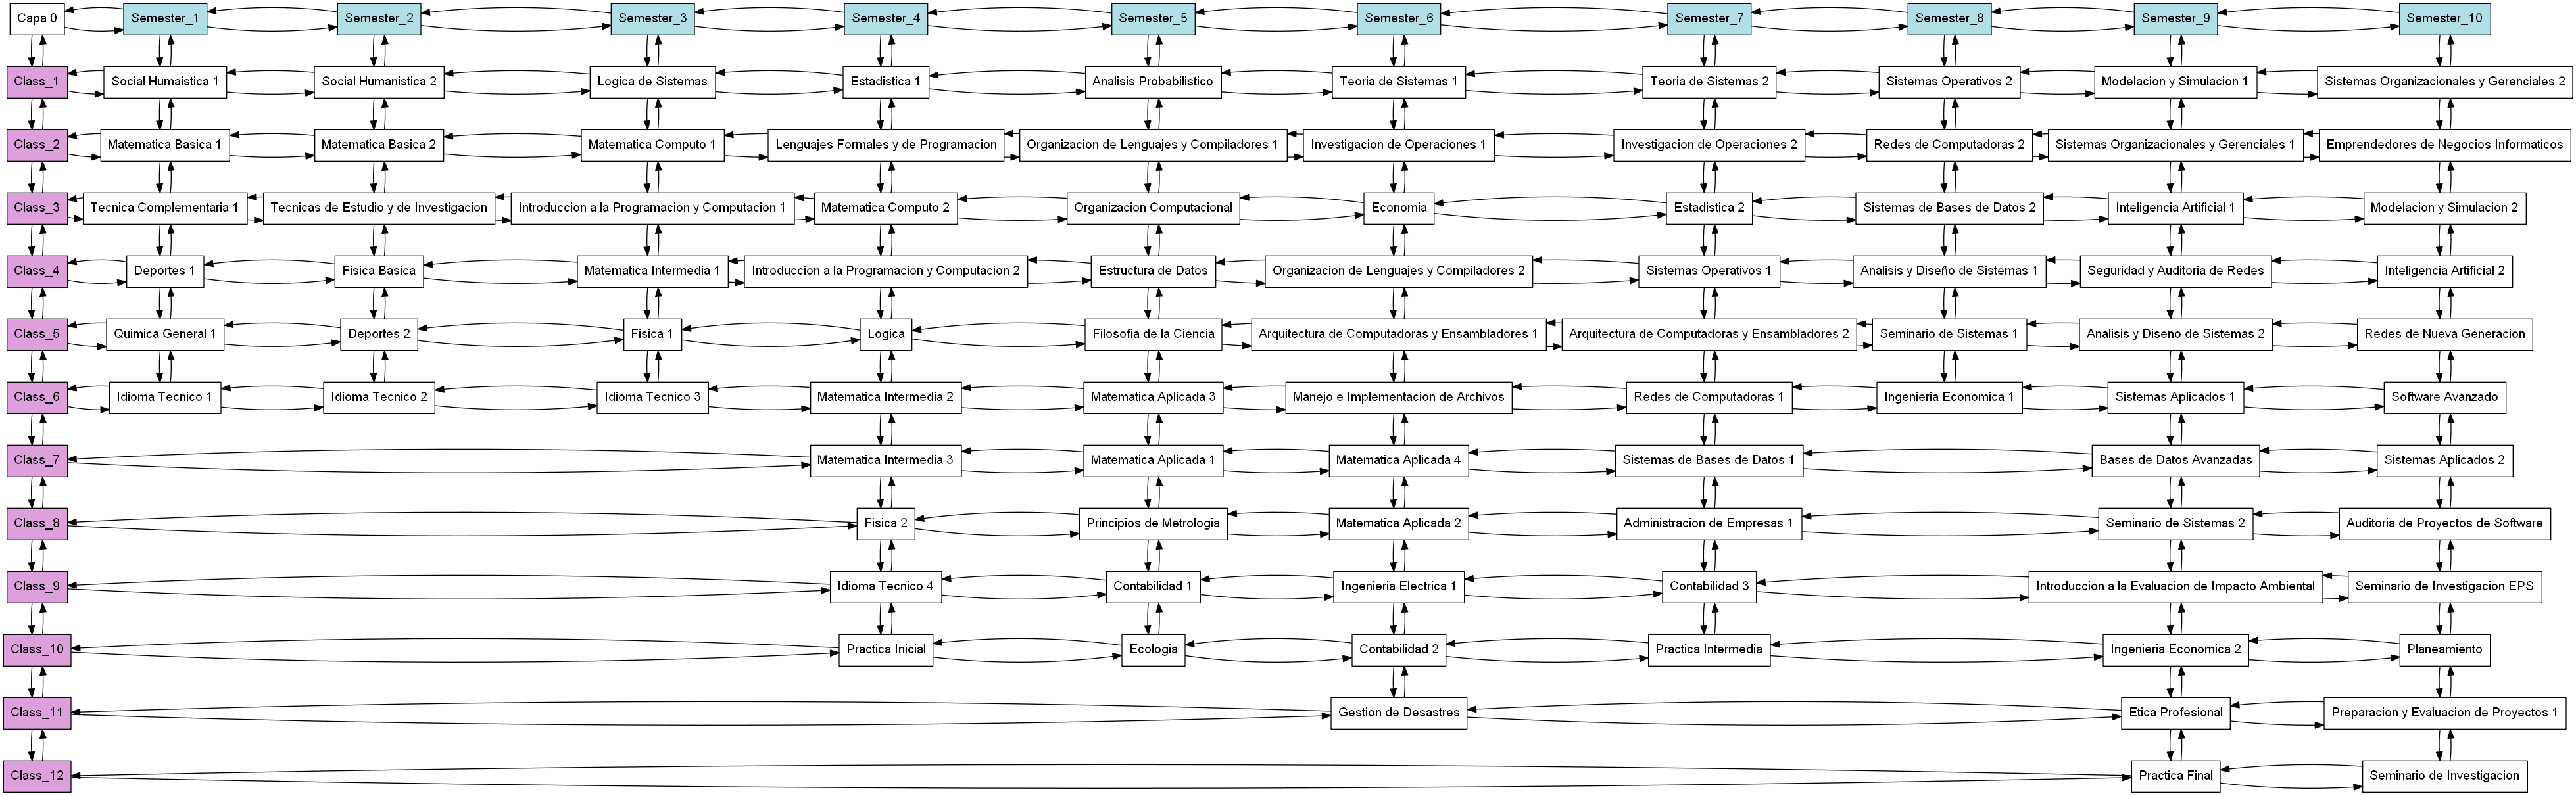 Capa 0 Semester_1 Semester_2 Semester_3 Semester_4 Semester_5 Semester_6 Semester_7 Semester_8 Semester_9 Semester_10
Class_1 Social Humaistica 1 Social Humanistica 2 Logica de Sistemas Estadistica 1 Analisis Probabilistico Teoria de Sistemas 1 Teoria de Sistemas 2 Sistemas Operativos 2 Modelacion y Simulacion 1 Sistemas Organizacionales y Gerenciales 2
Class_2 Matematica Basica 1 Matematica Basica 2 Matematica Computo 1 Lenguajes Formales y de Programacion Organizacion de Lenguajes y Compiladores 1 Investigacion de Operaciones 1 Investigacion de Operaciones 2 Redes de Computadoras 2 Sistemas Organizacionales y Gerenciales 1 Emprendedores de Negocios Informaticos
Class_3 Tecnica Complementaria 1 Tecnicas de Estudio y de Investigacion Introduccion a la Programacion y Computacion 1 Matematica Computo 2 Organizacion Computacional Economia Estadistica 2 Sistemas de Bases de Datos 2 Inteligencia Artificial 1 Modelacion y Simulacion 2
Class_4 Deportes 1 Fisica Basica Matematica Intermedia 1 Introduccion a la Programacion y Computacion 2 Estructura de Datos Organizacion de Lenguajes y Compiladores 2 Sistemas Operativos 1 Analisis y Diseño de Sistemas 1 Seguridad y Auditoria de Redes Inteligencia Artificial 2
Class_5 Quimica General 1 Deportes 2 Fisica 1 Logica Filosofia de la Ciencia Arquitectura de Computadoras y Ensambladores 1 Arquitectura de Computadoras y Ensambladores 2 Seminario de Sistemas 1 Analisis y Diseno de Sistemas 2 Redes de Nueva Generacion
Class_6 Idioma Tecnico 1 Idioma Tecnico 2 Idioma Tecnico 3 Matematica Intermedia 2 Matematica Aplicada 3 Manejo e Implementacion de Archivos Redes de Computadoras 1 Ingenieria Economica 1 Sistemas Aplicados 1 Software Avanzado
Class_7 Matematica Intermedia 3 Matematica Aplicada 1 Matematica Aplicada 4 Sistemas de Bases de Datos 1 Bases de Datos Avanzadas Sistemas Aplicados 2
Class_8 Fisica 2 Principios de Metrologia Matematica Aplicada 2 Administracion de Empresas 1 Seminario de Sistemas 2 Auditoria de Proyectos de Software
Class_9 Idioma Tecnico 4 Contabilidad 1 Ingenieria Electrica 1 Contabilidad 3 Introduccion a la Evaluacion de Impacto Ambiental Seminario de Investigacion EPS
Class_10 Practica Inicial Ecologia Contabilidad 2 Practica Intermedia Ingenieria Economica 2 Planeamiento
Class_11 Gestion de Desastres Etica Profesional Preparacion y Evaluacion de Proyectos 1
Class_12 Practica Final Seminario de Investigacion